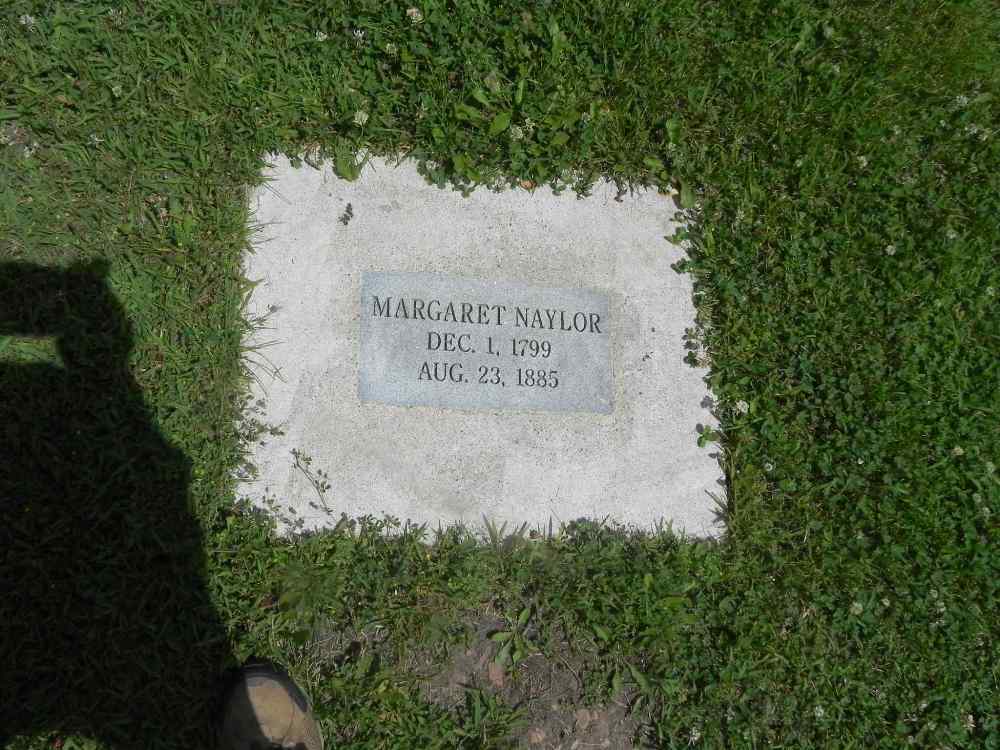 MARGARET NAYLOR
DEC. 1, 1799
AUG. 23, 1885